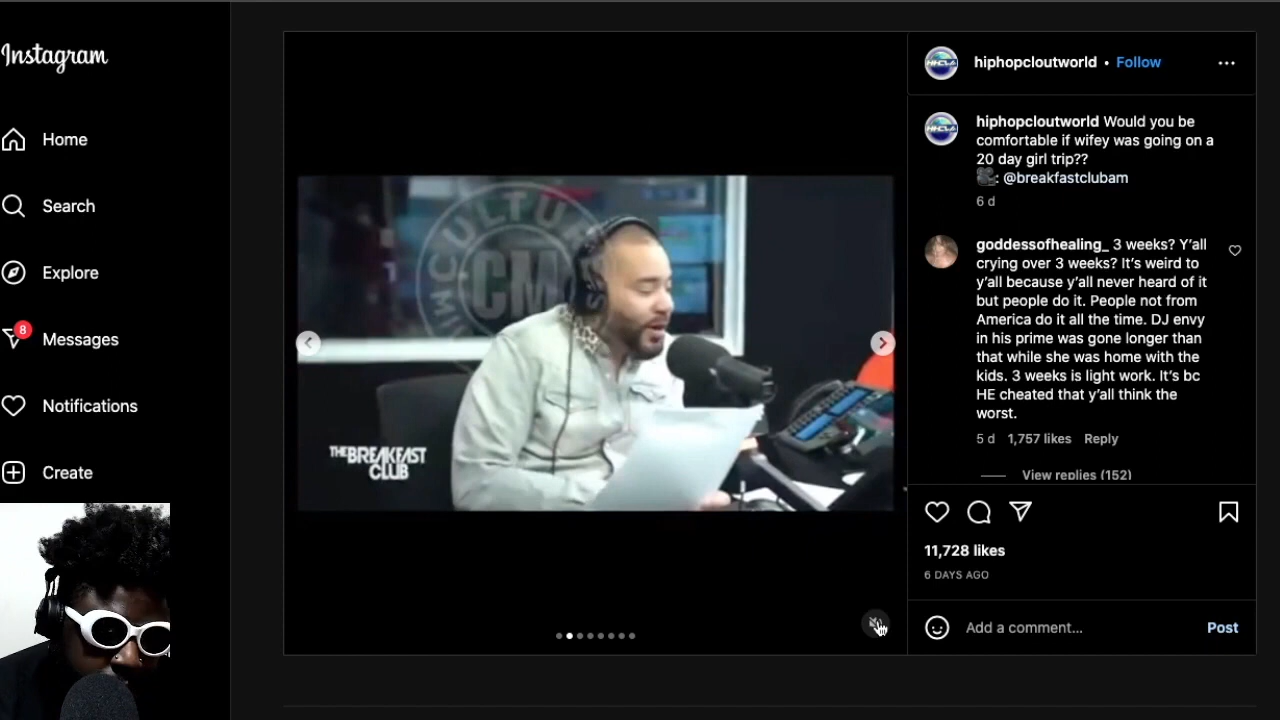 Instagram
Home
Search
Explore
8
Messages
Notifications
Create
CULTURE
CM
THE BREAKFAST
CLUB
hiphopcloutworld • Follow
hiphopcloutworld Would you be
comfortable if wifey was going on a
20 day girl trip??
: @breakfastclubam
6 d
goddessofhealing_ 3 weeks? Y'all
crying over 3 weeks? It's weird to
y'all because y'all never heard of it
but people do it. People not from
America do it all the time. DJ envy
in his prime was gone longer than
that while she was home with the
kids. 3 weeks is light work. It's bc
HE cheated that y'all think the
worst.
5 d 1,757 likes Reply
View replies (152)
11,728 likes
6 DAYS AGO
Add a comment...
Post